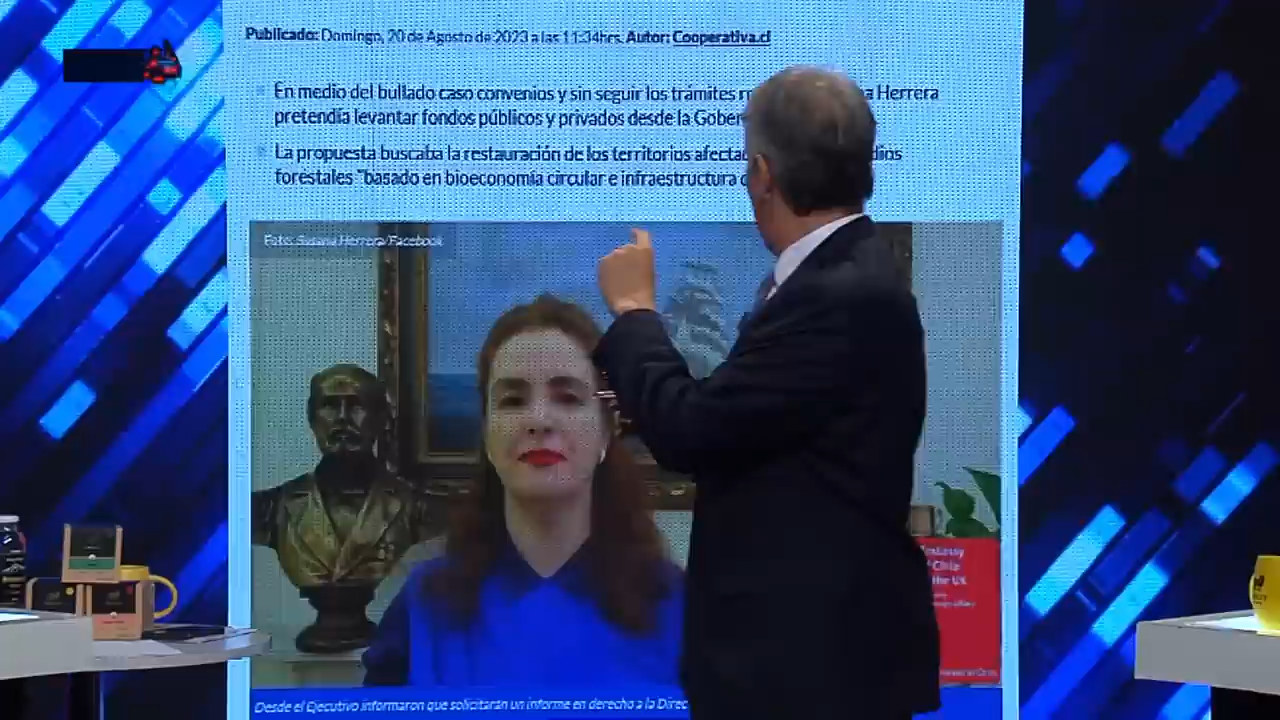 Publicado: Domingo, 20 de Agosto de 2023 a las 11:34hrs. Autor: Cooperativa.cl
En medio del bullado caso convenios y sin seguir los trámites Herrera
pretendía levantar fondos públicos y privados desde la
La propuesta buscaba la restauración de los territorios
forestales "basado en bioeconomía circular e infraestructura
Foto: Susana Herrera/Facebook
Embassy
Chile
the UK
Desde el Ejecutivo informaron que solicitarán un informe en derecho a la Direc